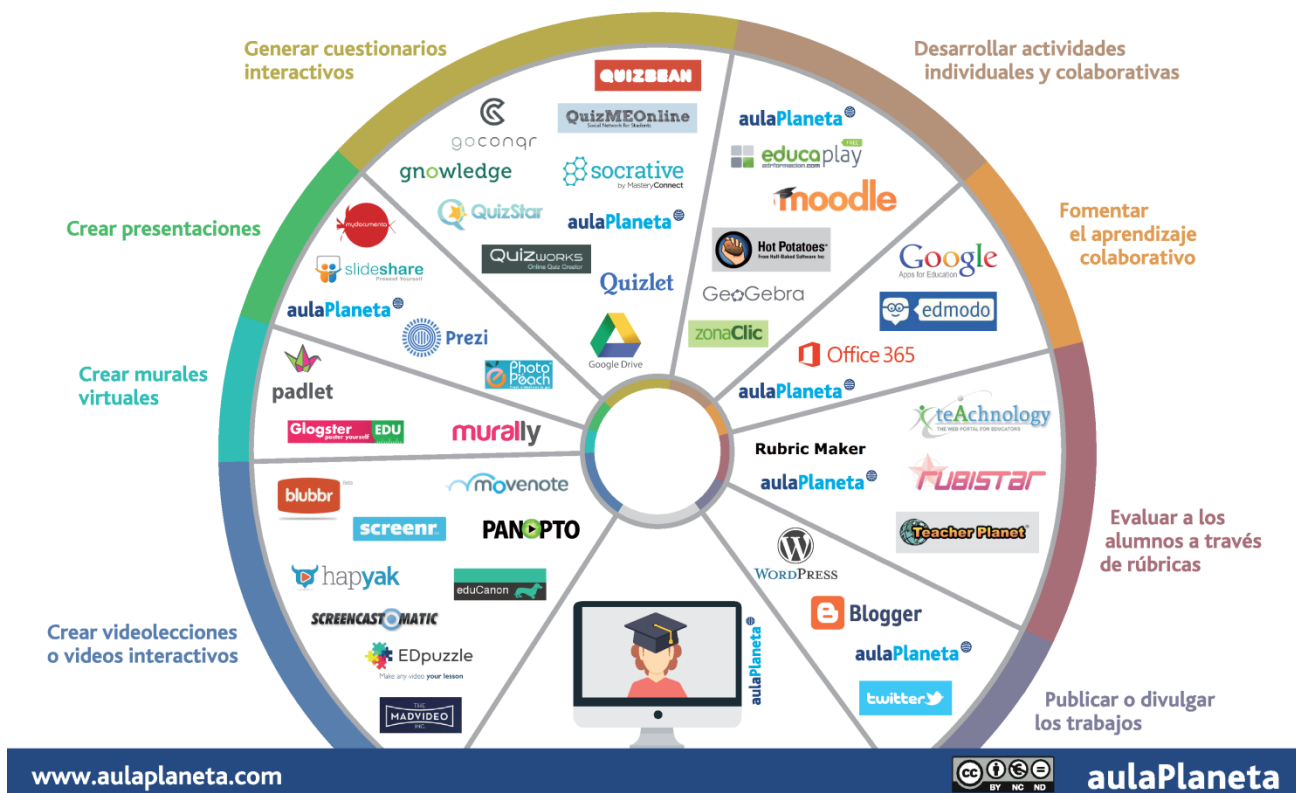 Generar cuestionarios
interactivos
QUIZBEAN
goconqr
QuizMEOnline
Social Network for Students
gnowledge
socrative
by MasteryConnect
QuizStar
aulaPlaneta
QUIZWORKS
Online Quiz Creator
Quizlet
Google Drive
Desarrollar actividades
individuales y colaborativas
aulaPlaneta
FREE
educaplay
adrformacion.com
moodle
Hot Potatoes™
From Half-Baked Software Inc
GeoGebra
zonaClic
Fomentar
el aprendizaje
colaborativo
Google
Apps for Education
edmodo
Office 365
aulaPlaneta
Evaluar a los
alumnos a través
de rúbricas
teAchnology
THE WEB PORTAL FOR EDUCATORS
Rubric Maker
aulaPlaneta
RUBISTAR
Teacher Planet
Publicar o divulgar
los trabajos
WORDPRESS
Blogger
aulaPlaneta
twitter
Crear presentaciones
mydocumenta
slideshare
Present Yourself
aulaPlaneta
Prezi
Photo
Peach
Crear murales
virtuales
padlet
Glogster EDU
poster yourself
murally
Crear videolecciones
o videos interactivos
blubbr
beta
movenote
screenr
PANOPTO
hapyak
eduCanon
SCREENCAST O MATIC
EDpuzzle
Make any video your lesson
THE
MADVIDEO
INC.
aulaPlaneta
www.aulaplaneta.com
cc
BY NC ND
aulaPlaneta